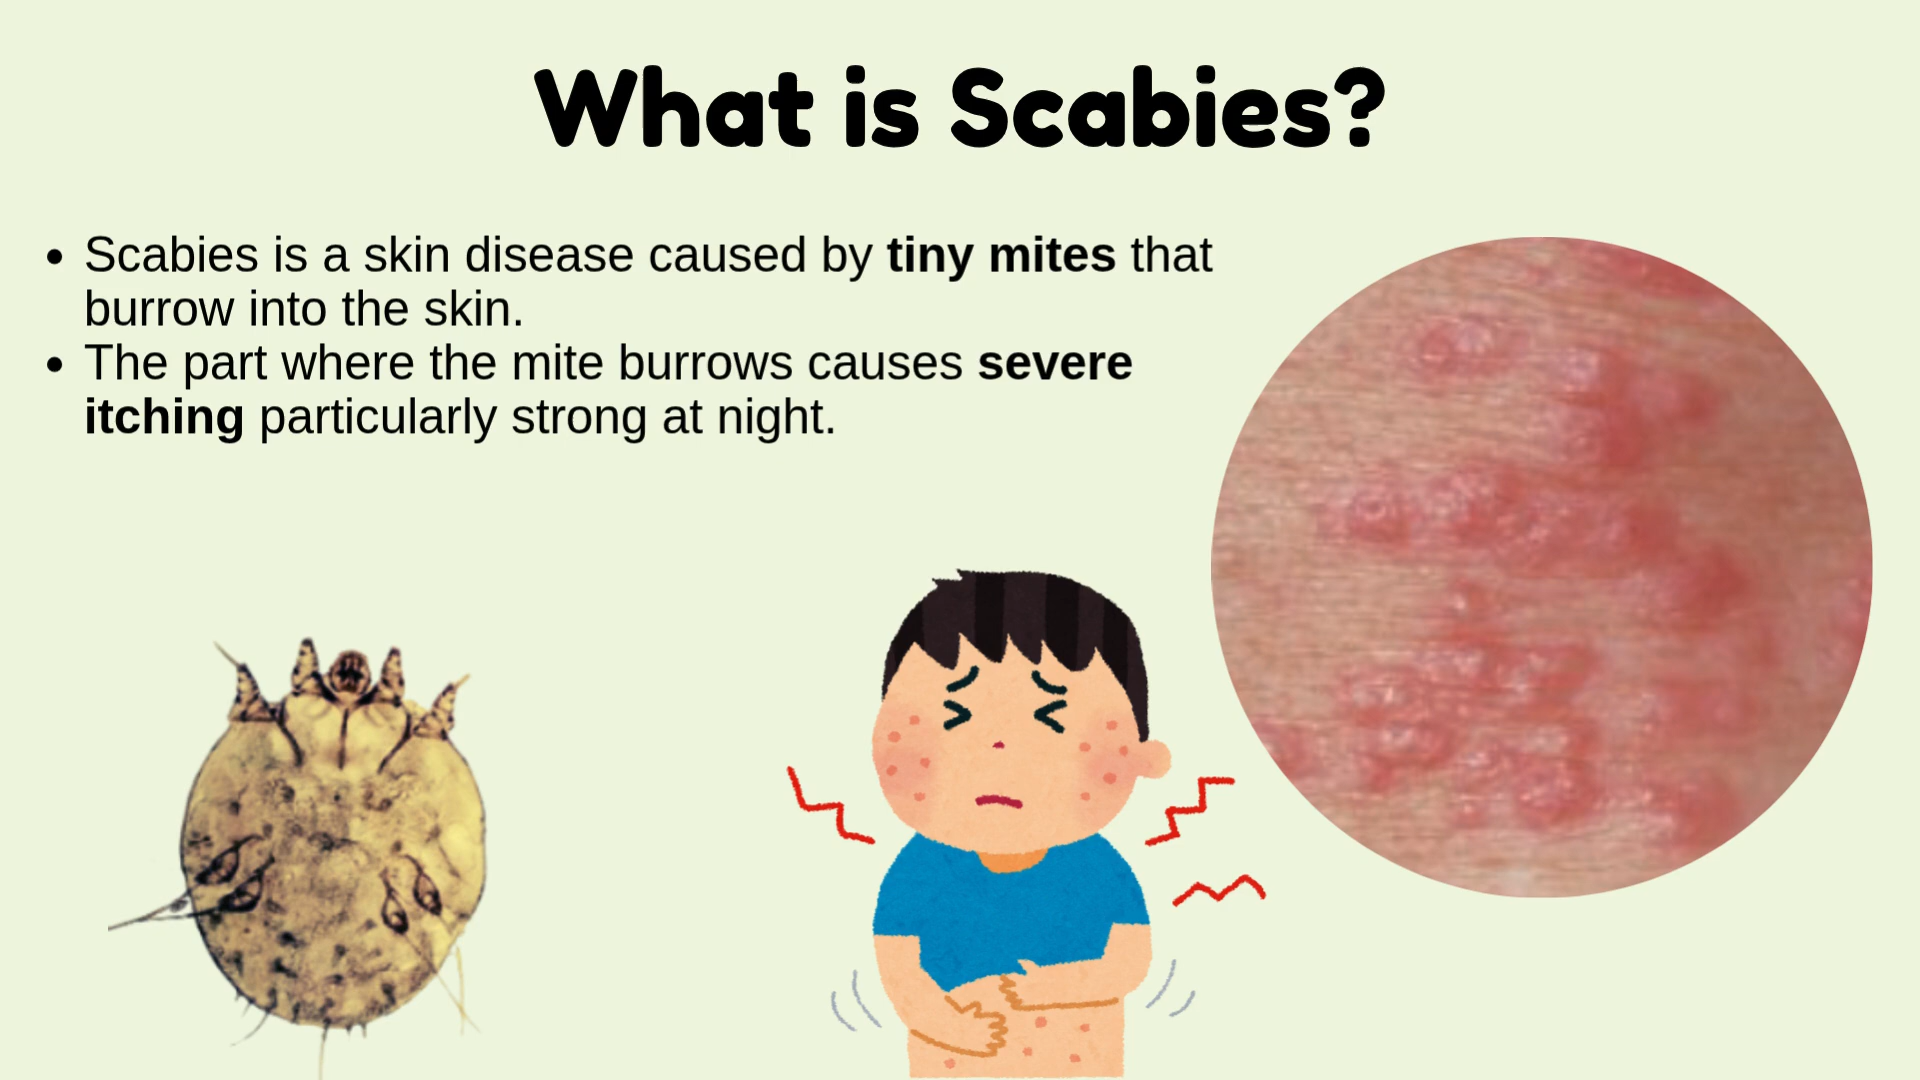 What is Scabies?
• Scabies is a skin disease caused by tiny mites that
burrow into the skin.
• The part where the mite burrows causes severe
itching particularly strong at night.